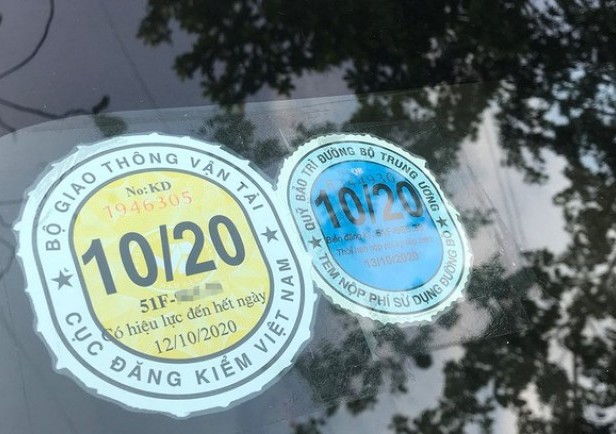 BỘ GIAO THÔNG VẬN TẢI
No:KD
1946305
10/20
51F-
Có hiệu lực đến hết ngày
12/10/2020
CỤC ĐĂNG KIỂM VIỆT NAM
QUỸ BẢO TRÌ ĐƯỜNG BỘ TRUNG ƯƠNG
10/20
13/10/2020
TEM NỘP PHÍ SỬ DỤNG ĐƯỜNG BỘ